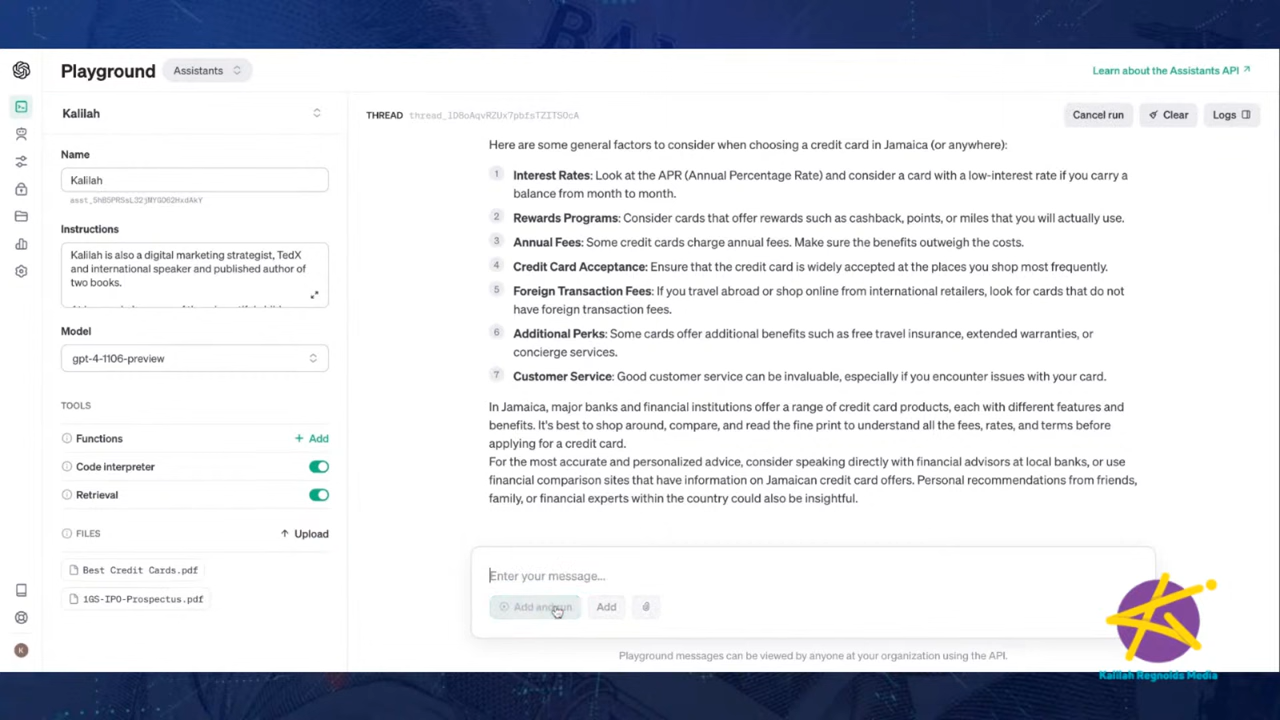 Playground
Assistants
Learn about the Assistants API
Kalilah
THREAD
Cancel run
Clear
Logs
Name
Kalilah
Instructions
Kalilah is also a digital marketing strategist, TedX
and international speaker and published author of
two books.
Model
gpt-4-1106-preview
TOOLS
Functions
+ Add
Code interpreter
Retrieval
FILES
Upload
Best Credit Cards.pdf
1GS-IPO-Prospectus.pdf
Here are some general factors to consider when choosing a credit card in Jamaica (or anywhere):
1 Interest Rates: Look at the APR (Annual Percentage Rate) and consider a card with a low-interest rate if you carry a
balance from month to month.
2 Rewards Programs: Consider cards that offer rewards such as cashback, points, or miles that you will actually use.
3 Annual Fees: Some credit cards charge annual fees. Make sure the benefits outweigh the costs.
4 Credit Card Acceptance: Ensure that the credit card is widely accepted at the places you shop most frequently.
5 Foreign Transaction Fees: If you travel abroad or shop online from international retailers, look for cards that do not
have foreign transaction fees.
6 Additional Perks: Some cards offer additional benefits such as free travel insurance, extended warranties, or
concierge services.
7 Customer Service: Good customer service can be invaluable, especially if you encounter issues with your card.
In Jamaica, major banks and financial institutions offer a range of credit card products, each with different features and
benefits. It's best to shop around, compare, and read the fine print to understand all the fees, rates, and terms before
applying for a credit card.
For the most accurate and personalized advice, consider speaking directly with financial advisors at local banks, or use
financial comparison sites that have information on Jamaican credit card offers. Personal recommendations from friends,
family, or financial experts within the country could also be insightful.
Enter your message...
Add and run
Add
Playground messages can be viewed by anyone at your organization using the API.
K
Kalilah Reynolds Media